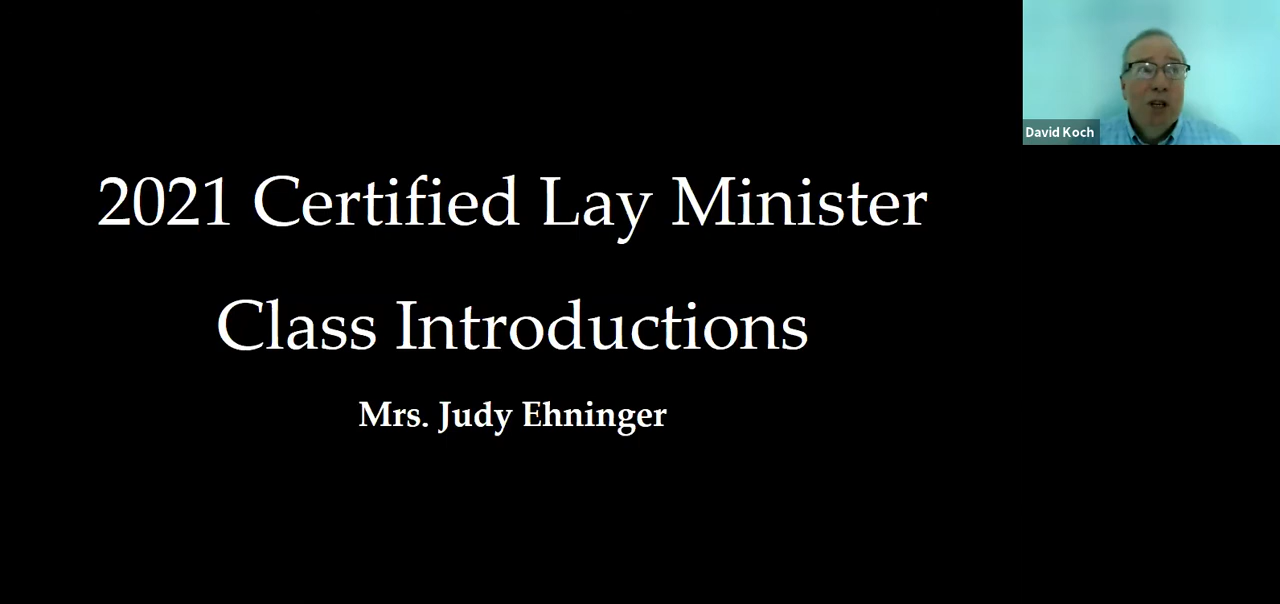 2021 Certified Lay Minister
Class Introductions
Mrs. Judy Ehninger
David Koch